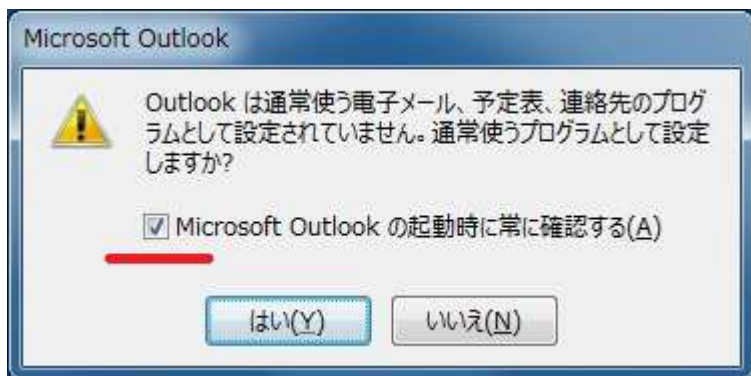 Microsoft Outlook
Outlook は通常使う電子メール、予定表、連絡先のプログ
ラムとして設定されていません。通常使うプログラムとして設定
しますか?
Microsoft Outlook の起動時に常に確認する(A)
はい(Y)
いいえ(N)